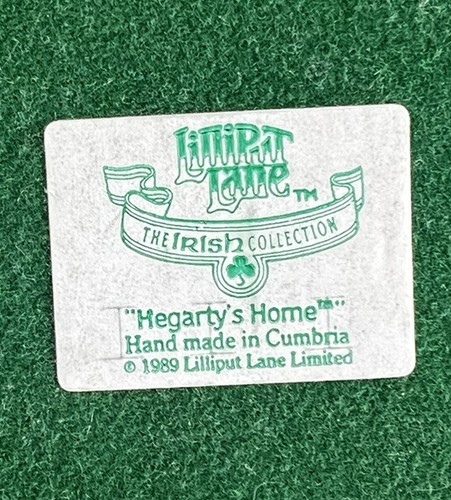 Lilliput
Lane™
THE IRISH COLLECTION
"Hegarty's Home™"
Hand made in Cumbria
© 1989 Lilliput Lane Limited